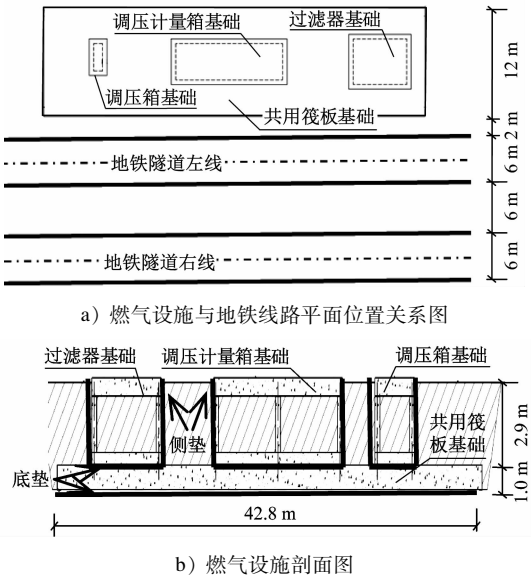 调压计量箱基础
过滤器基础
调压箱基础
共用筏板基础
12 m
2 m
地铁隧道左线
6 m
6 m
地铁隧道右线
6 m
a）燃气设施与地铁线路平面位置关系图
过滤器基础
调压计量箱基础
调压箱基础
侧垫
共用筏
板基础
2.9 m
底垫
1.0 m
42.8 m
b）燃气设施剖面图